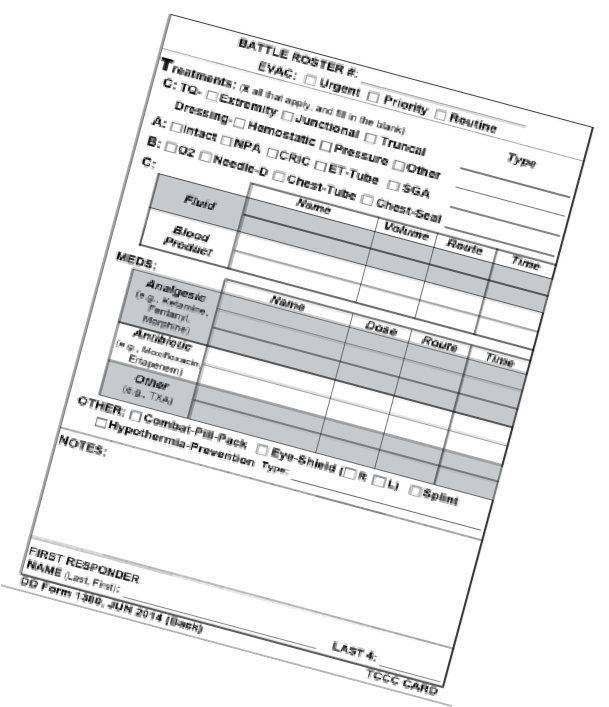 BATTLE ROSTER #:
EVAC: Urgent Priority Routine
Treatments: (X all that apply, and fill in the blank)
Type
C: TQ- Extremity Junctional Truncal
Dressing- Hemostatic Pressure Other
A: Intact NPA CRIC ET-Tube SGA
B: O2 Needle-D Chest-Tube Chest-Seal
C:
Name Volume Route Time
Fluid
Blood
Product
MEDS:
Name Dose Route Time
Analgesic
(e.g., Ketamine,
Fentanyl,
Morphine)
Antibiotic
(e.g., Moxifloxacin,
Ertapenem)
Other
(e.g., TXA)
OTHER: Combat-Pill-Pack Eye-Shield ( R L) Splint
Hypothermia-Prevention Type:
NOTES:
FIRST RESPONDER
NAME (Last, First):
LAST 4:
DD Form 1380, JUN 2014 (Back)
TCCC CARD